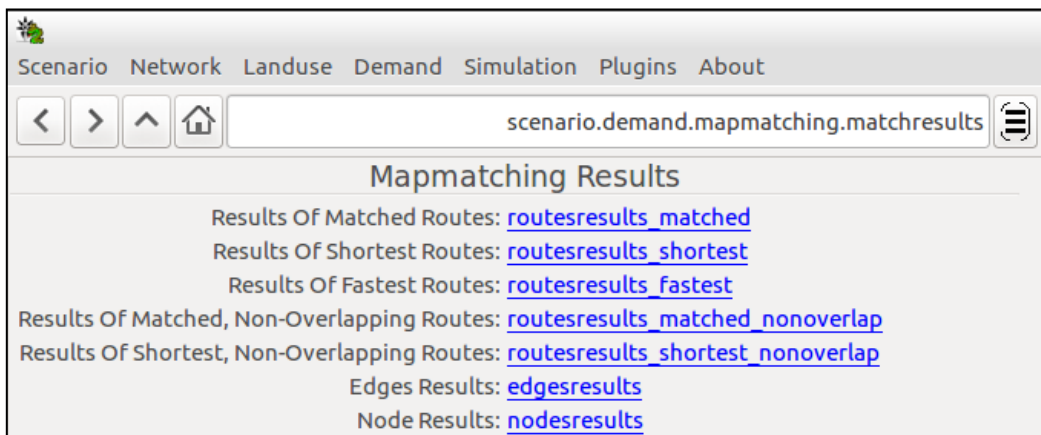 Scenario Network Landuse Demand Simulation Plugins About
scenario.demand.mapmatching.matchresults
Mapmatching Results
Results Of Matched Routes: routesresults_matched
Results Of Shortest Routes: routesresults_shortest
Results Of Fastest Routes: routesresults_fastest
Results Of Matched, Non-Overlapping Routes: routesresults_matched_nonoverlap
Results Of Shortest, Non-Overlapping Routes: routesresults_shortest_nonoverlap
Edges Results: edgesresults
Node Results: nodesresults